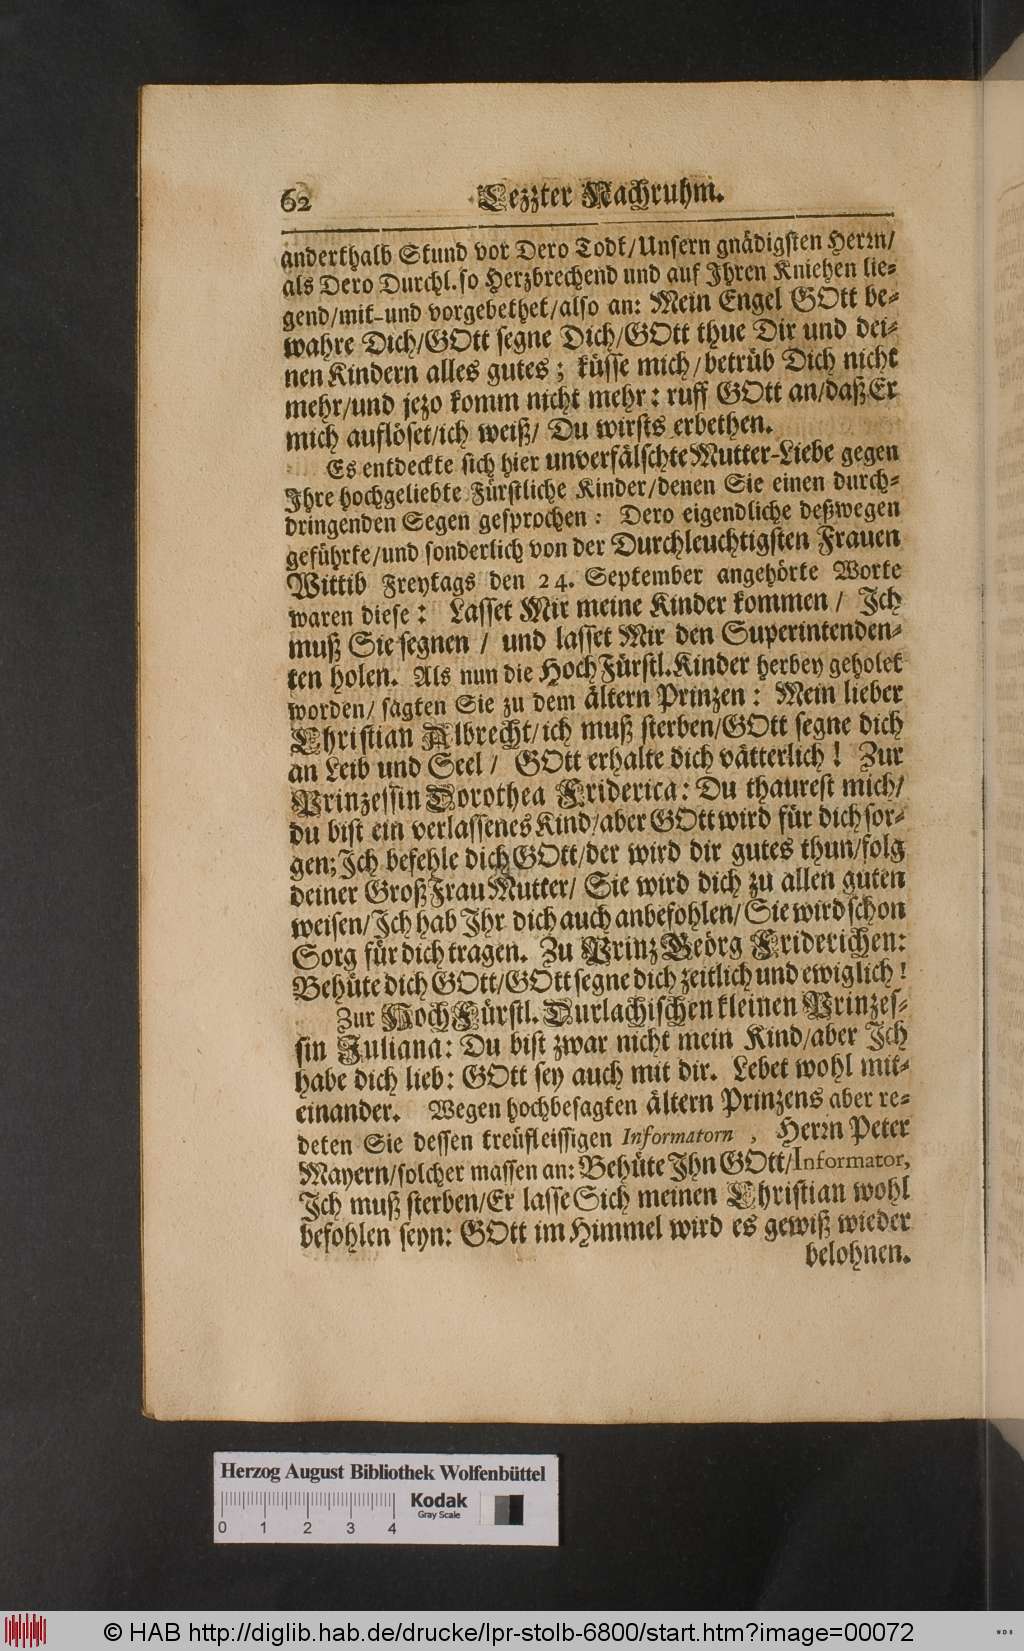 62 Lezzter Nachruhm.
anderthalb Stund vor Dero Todt/Unsern gnädigsten Herrn/
als Dero Durchl. so Herzbrechend und auf Ihren Kniehen lie-
gend/mit-und vorgebethet/also an: Mein Engel GOtt be-
wahre Dich/GOtt segne Dich/GOtt thue Dir und dei-
nen Kindern alles gutes; küsse mich/betrüb Dich nicht
mehr/und jezo komm nicht mehr: ruff GOtt an/daß Er
mich auflöset/ich weiß/ Du wirsts erbethen.
Es entdeckte sich hier unverfälschte Mutter-Liebe gegen
Ihre hochgeliebte Fürstliche Kinder/denen Sie einen durch-
dringenden Segen gesprochen: Dero eigendliche deßwegen
geführte/und sonderlich von der Durchleuchtigsten Frauen
Wittib Freytags den 24. September angehörte Worte
waren diese: Lasset Mir meine Kinder kommen / Ich
muß Sie segnen / und lasset Mir den Superintenden-
ten holen. Als nun die HochFürstl. Kinder herbey geholet
worden/ sagten Sie zu dem ältern Prinzen: Mein lieber
Christian Albrecht/ich muß sterben/GOtt segne dich
an Leib und Seel / GOtt erhalte dich vätterlich! Zur
Prinzessin Dorothea Friderica: Du thaurest mich/
du bist ein verlassenes Kind/aber GOtt wird für dich sor-
gen; Ich befehle dich GOtt/der wird dir gutes thun/folg
deiner GroßFrauMutter/ Sie wird dich zu allen guten
weisen/Ich hab Ihr dich auch anbefohlen/Sie wird schon
Sorg für dich tragen. Zu Prinz Geörg Friderichen:
Behüte dich GOtt/GOtt segne dich zeitlich und ewiglich!
Zur HochFürstl. Durlachischen kleinen Prinzes-
sin Juliana: Du bist zwar nicht mein Kind/aber Ich
habe dich lieb: GOtt sey auch mit dir. Lebet wohl mit-
einander. Wegen hochbesagten ältern Prinzens aber re-
deten Sie dessen treüfleissigen Informatorn, Herrn Peter
Mayern/solcher massen an: Behüte Ihn GOtt/Informator,
Ich muß sterben/Er lasse Sich meinen Christian wohl
befohlen seyn: GOtt im Himmel wird es gewiß wieder
belohnen.
Herzog August Bibliothek Wolfenbüttel
Kodak
Gray Scale
0 1 2 3 4
© HAB http://diglib.hab.de/drucke/lpr-stolb-6800/start.htm?image=00072